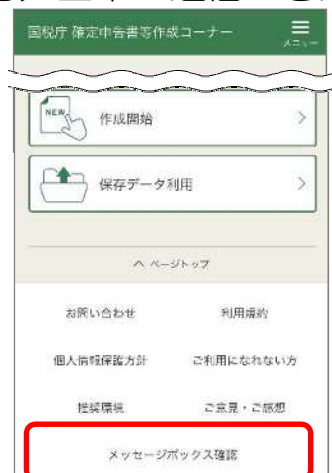 国税庁 確定申告書等作成コーナー
メニュー
NEW
作成開始
保存データ利用
ページトップ
お問い合わせ 利用規約
個人情報保護方針 ご利用になれない方
推奨環境 ご意見・ご感想
メッセージボックス確認